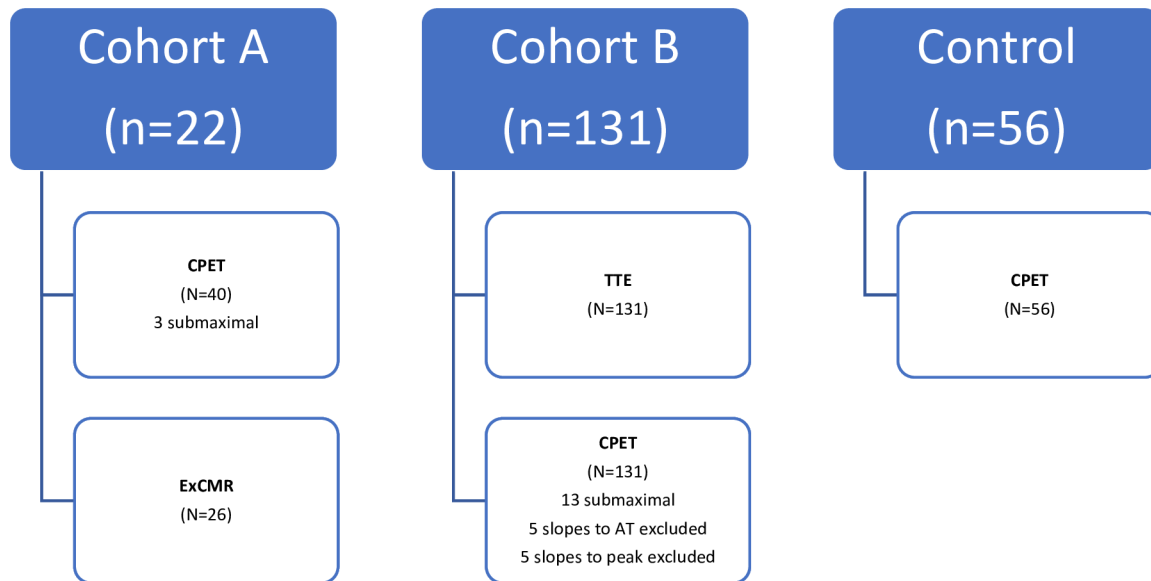 Cohort A
(n=22)
CPET
(N=40)
3 submaximal
ExCMR
(N=26)
Cohort B
(n=131)
TTE
(N=131)
CPET
(N=131)
13 submaximal
5 slopes to AT excluded
5 slopes to peak excluded
Control
(n=56)
CPET
(N=56)